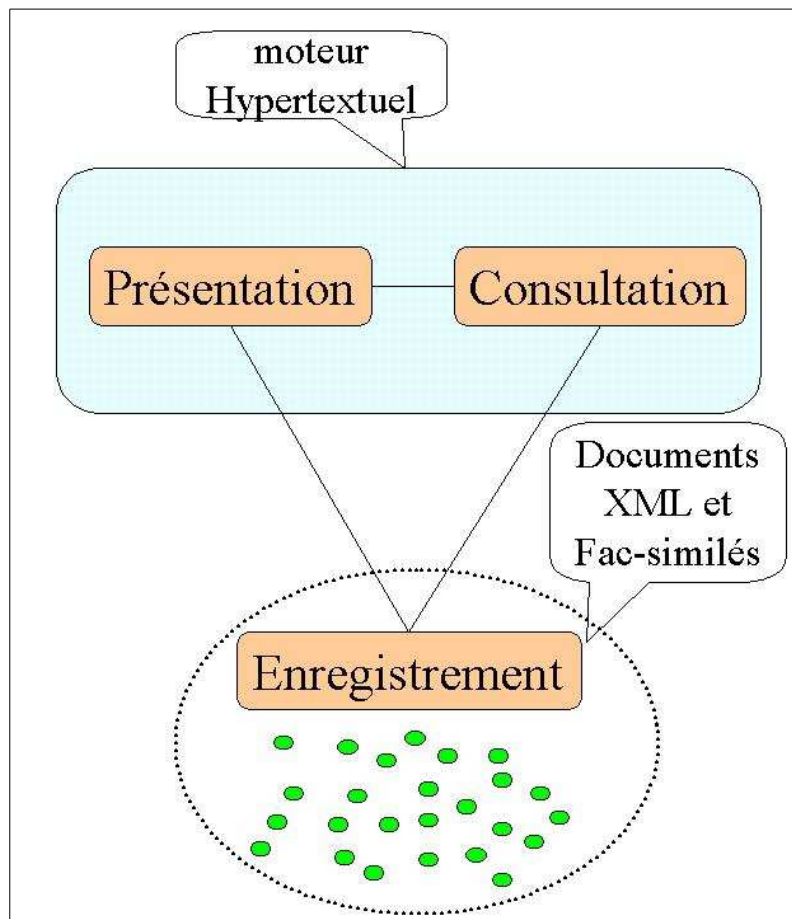 moteur
Hypertextuel
Présentation
Consultation
Documents
XML et
Fac-similés
Enregistrement